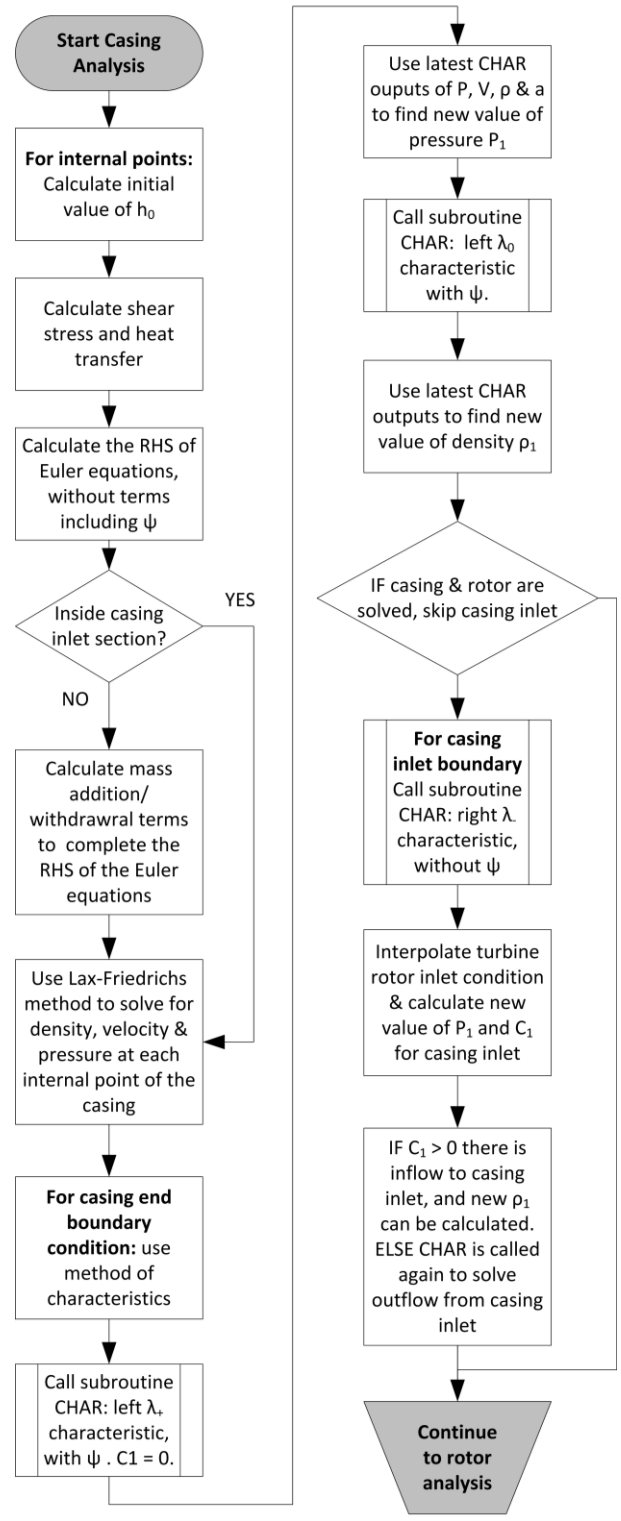 Start Casing
Analysis
For internal points:
Calculate initial
value of h₀
Calculate shear
stress and heat
transfer
Calculate the RHS of
Euler equations,
without terms
including ψ
Inside casing
inlet section?
YES
NO
Calculate mass
addition/
withdrawral terms
to complete the
RHS of the Euler
equations
Use Lax-Friedrichs
method to solve for
density, velocity &
pressure at each
internal point of the
casing
For casing end
boundary
condition: use
method of
characteristics
Call subroutine
CHAR: left λ₊
characteristic,
with ψ . C1 = 0.
Use latest CHAR
ouputs of P, V, ρ & a
to find new value of
pressure P₁
Call subroutine
CHAR: left λ₀
characteristic
with ψ.
Use latest CHAR
outputs to find new
value of density ρ₁
IF casing & rotor are
solved, skip casing inlet
For casing
inlet boundary
Call subroutine
CHAR: right λ₋
characteristic,
without ψ
Interpolate turbine
rotor inlet condition
& calculate new
value of P₁ and C₁
for casing inlet
IF C₁ > 0 there is
inflow to casing
inlet, and new ρ₁
can be calculated.
ELSE CHAR is called
again to solve
outflow from casing
inlet
Continue
to rotor
analysis